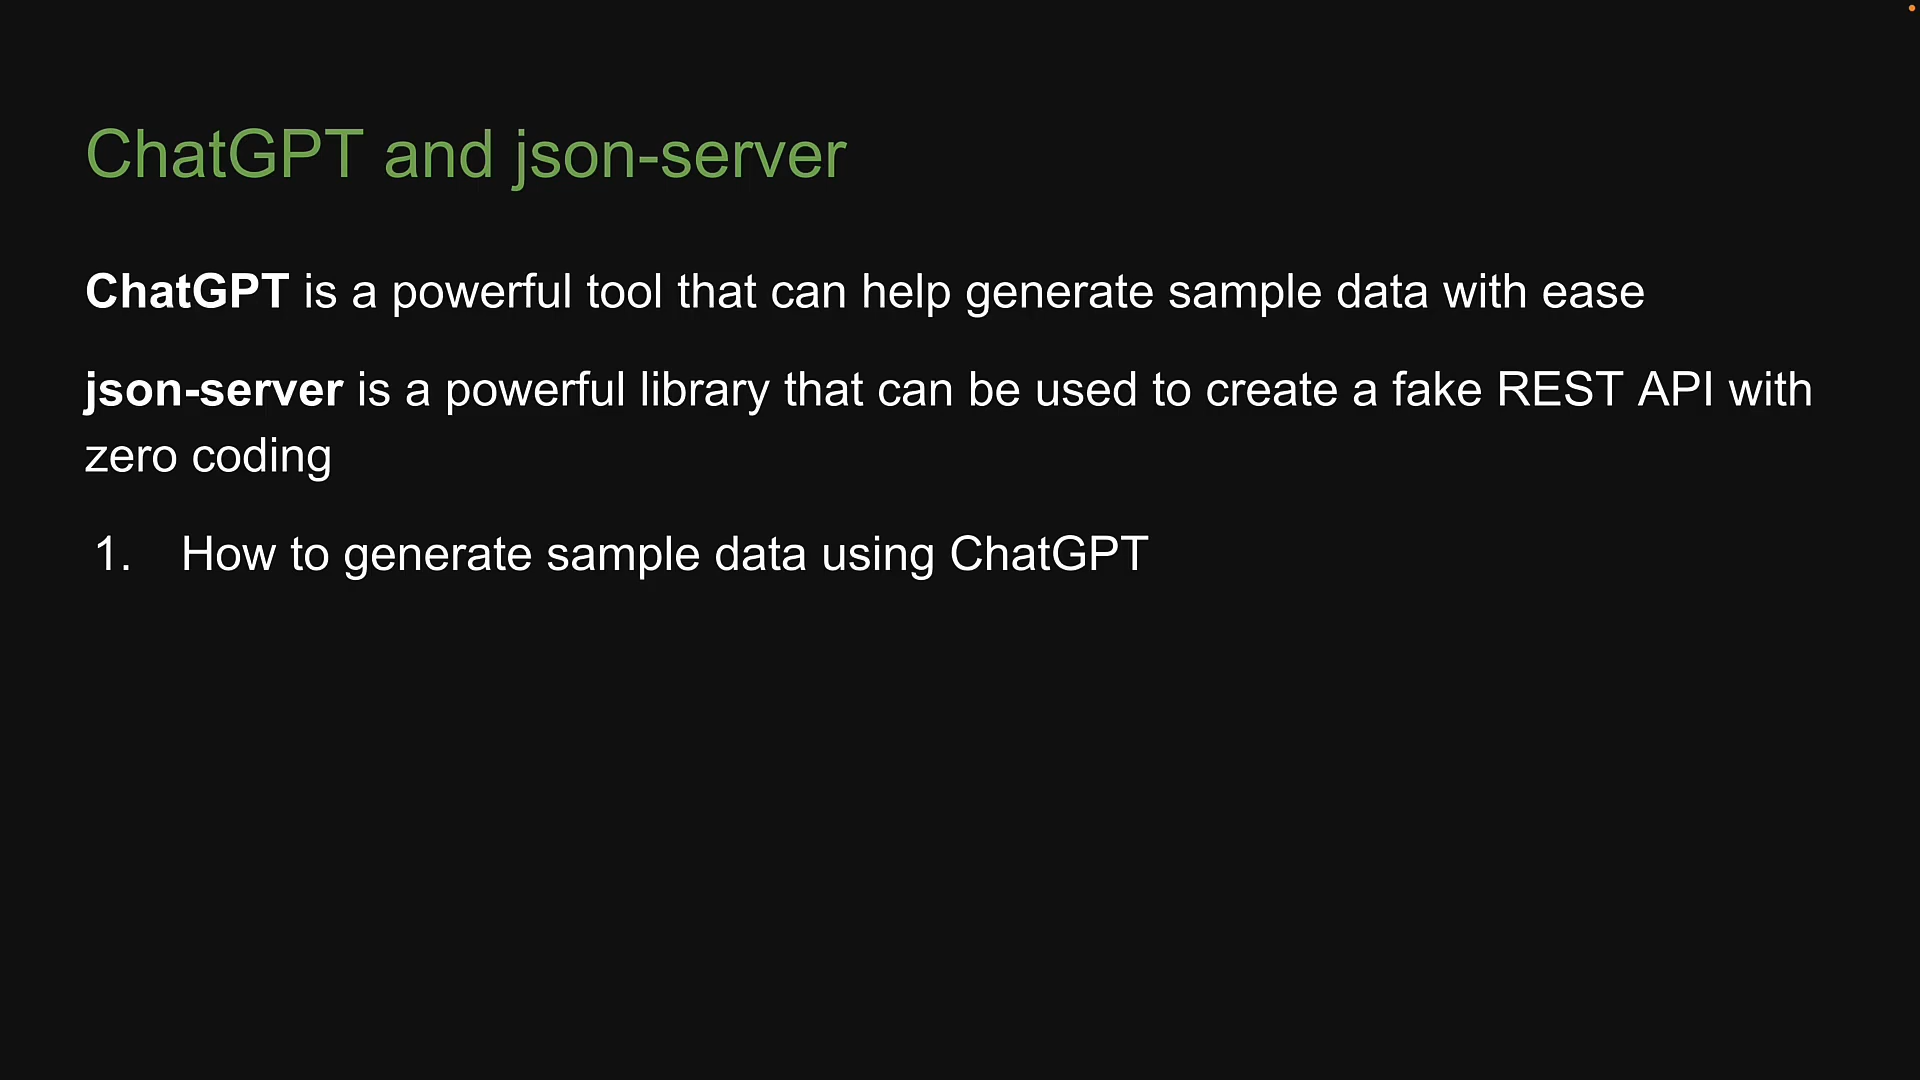 ChatGPT and json-server
ChatGPT is a powerful tool that can help generate sample data with ease
json-server is a powerful library that can be used to create a fake REST API with
zero coding
1. How to generate sample data using ChatGPT